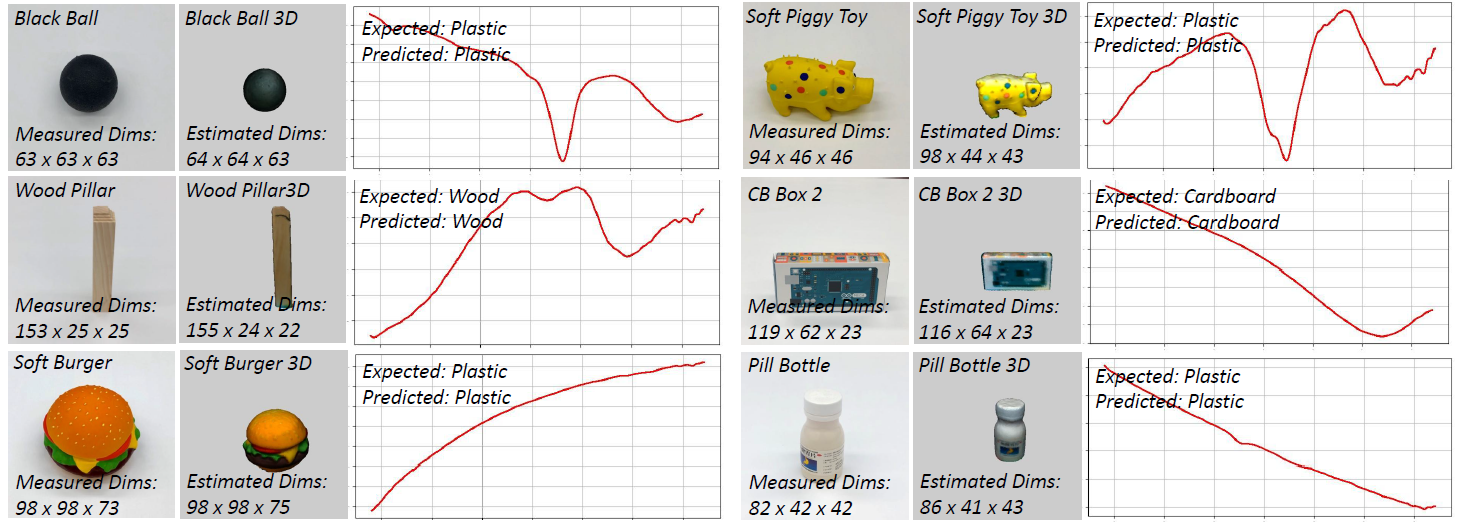 Black Ball
Measured Dims:
63 x 63 x 63
Black Ball 3D
Estimated Dims:
64 x 64 x 63
Expected: Plastic
Predicted: Plastic
Soft Piggy Toy
Measured Dims:
94 x 46 x 46
Soft Piggy Toy 3D
Estimated Dims:
98 x 44 x 43
Expected: Plastic
Predicted: Plastic
Wood Pillar
Measured Dims:
153 x 25 x 25
Wood Pillar3D
Estimated Dims:
155 x 24 x 22
Expected: Wood
Predicted: Wood
CB Box 2
Measured Dims:
119 x 62 x 23
CB Box 2 3D
Estimated Dims:
116 x 64 x 23
Expected: Cardboard
Predicted: Cardboard
Soft Burger
Measured Dims:
98 x 98 x 73
Soft Burger 3D
Estimated Dims:
98 x 98 x 75
Expected: Plastic
Predicted: Plastic
Pill Bottle
Measured Dims:
82 x 42 x 42
Pill Bottle 3D
Estimated Dims:
86 x 41 x 43
Expected: Plastic
Predicted: Plastic